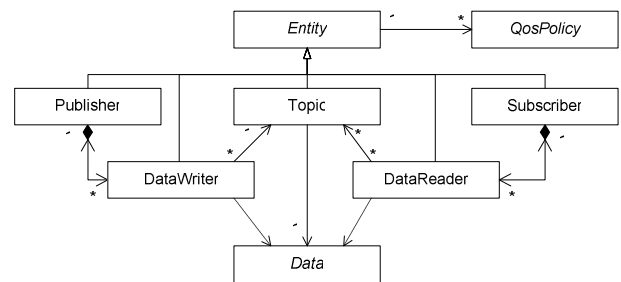 Entity
*
QosPolicy
Publisher
Topic
Subscriber
*
*
*
DataWriter
DataReader
*
Data